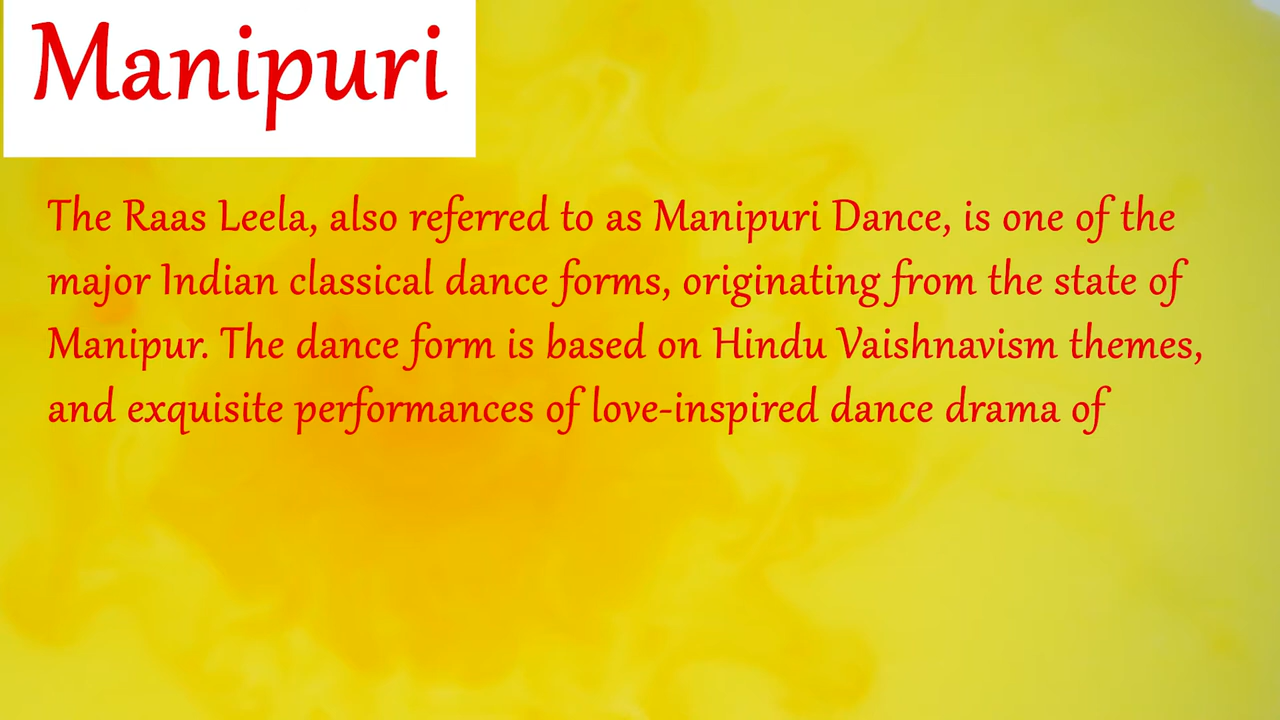 Manipuri
The Raas Leela, also referred to as Manipuri Dance, is one of the
major Indian classical dance forms, originating from the state of
Manipur. The dance form is based on Hindu Vaishnavism themes,
and exquisite performances of love-inspired dance drama of